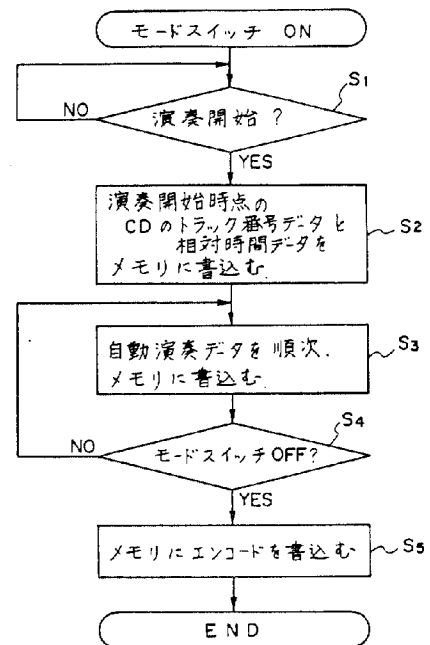 モードスイッチ ON
S1
演奏開始？
NO
YES
演奏開始時点の
CDのトラック番号データと
相対時間データを
メモリに書込む.
S2
自動演奏データを順次.
メモリに書込む.
S3
S4
モードスイッチOFF?
NO
YES
メモリにエンコードを書込む
S5
END